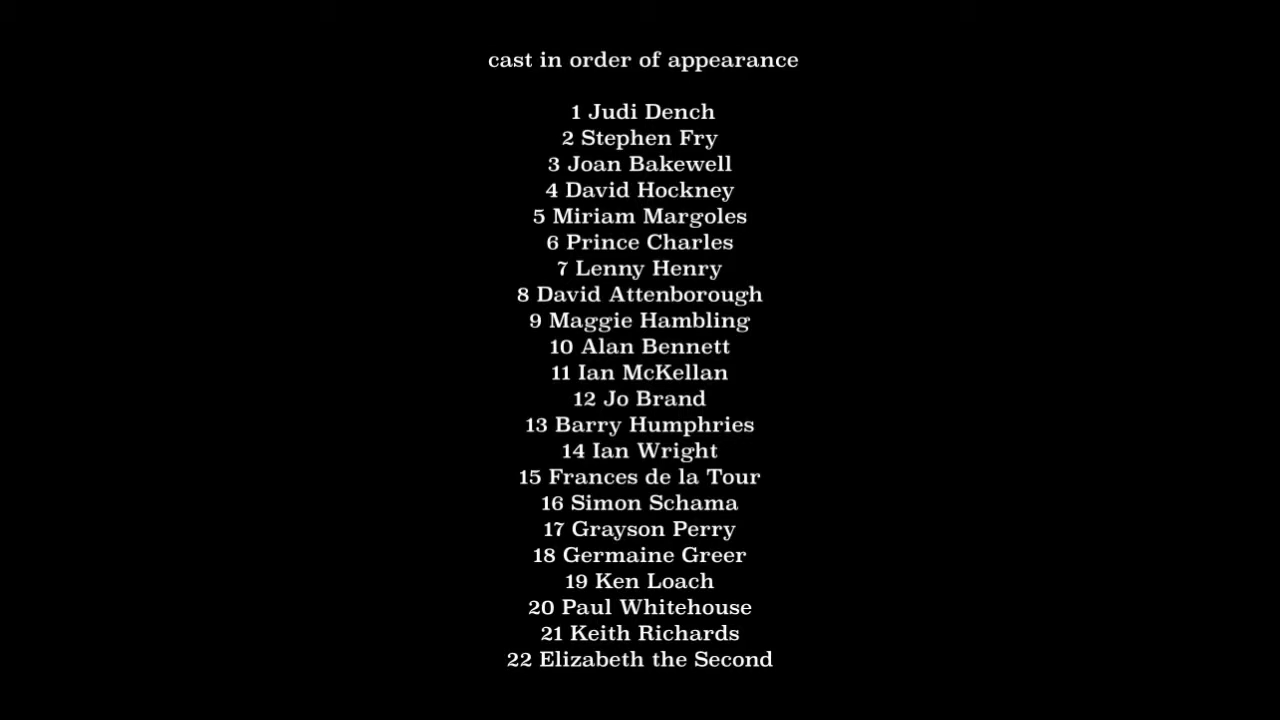 cast in order of appearance
1 Judi Dench
2 Stephen Fry
3 Joan Bakewell
4 David Hockney
5 Miriam Margoles
6 Prince Charles
7 Lenny Henry
8 David Attenborough
9 Maggie Hambling
10 Alan Bennett
11 Ian McKellan
12 Jo Brand
13 Barry Humphries
14 Ian Wright
15 Frances de la Tour
16 Simon Schama
17 Grayson Perry
18 Germaine Greer
19 Ken Loach
20 Paul Whitehouse
21 Keith Richards
22 Elizabeth the Second